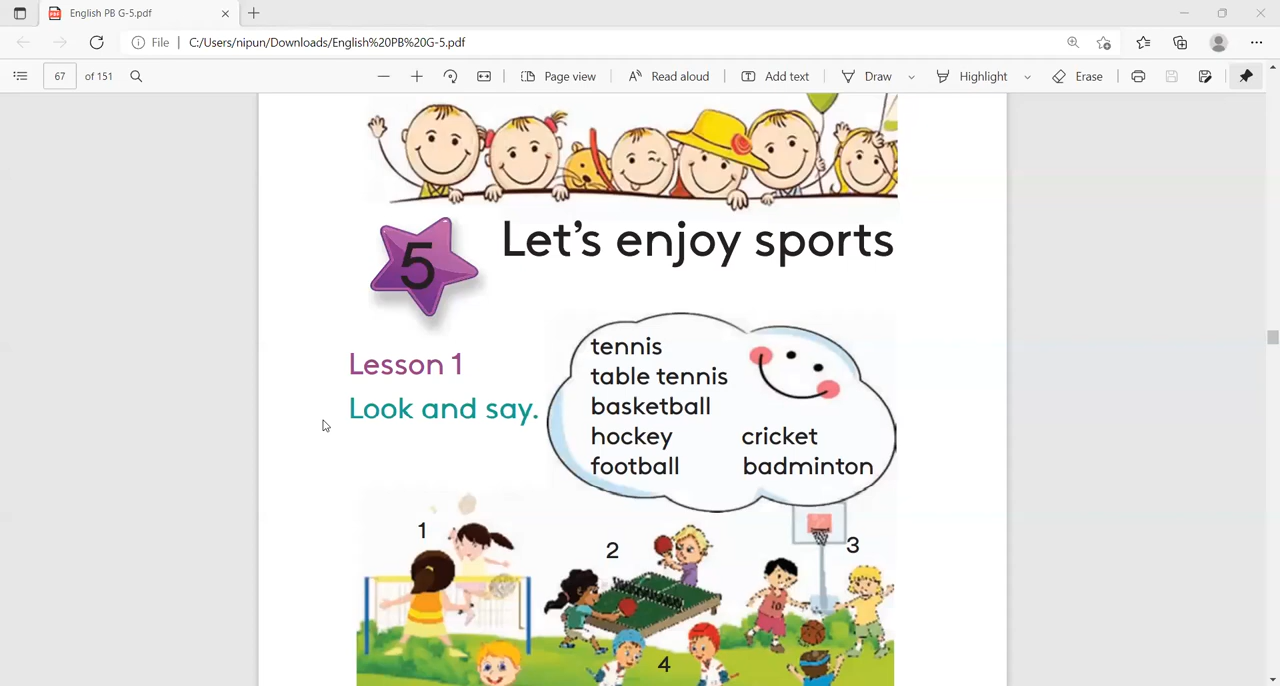 English PB G-5.pdf
File | C:/Users/nipun/Downloads/English%20PB%20G-5.pdf
67 of 151 Page view Read aloud Add text Draw Highlight Erase
5 Let's enjoy sports
Lesson 1
Look and say.
tennis
table tennis
basketball
hockey cricket
football badminton
1
2
3
4